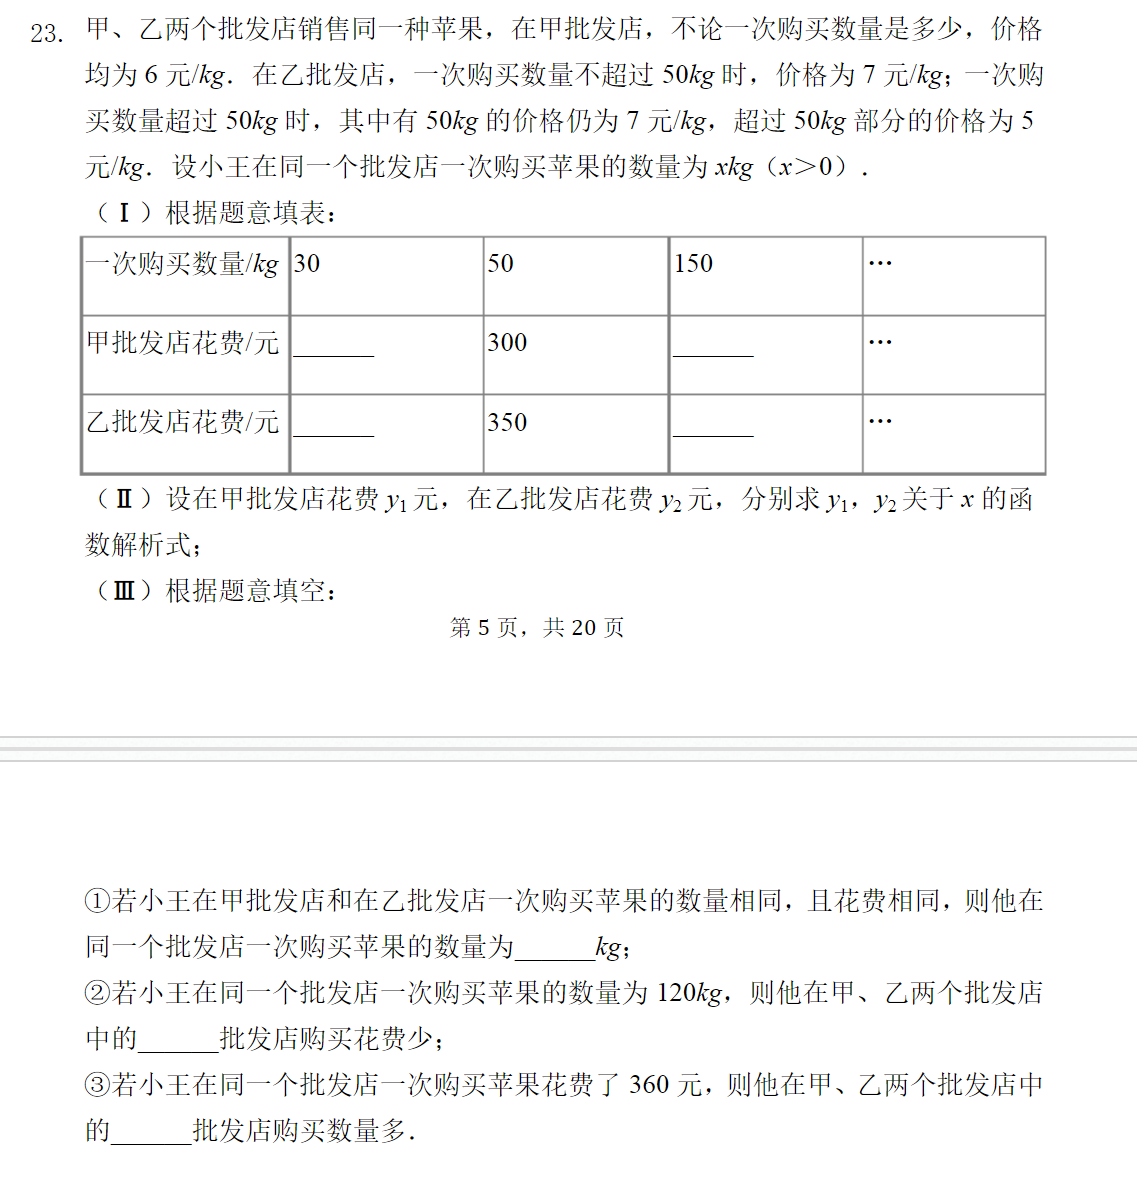 23. 甲、乙两个批发店销售同一种苹果，在甲批发店，不论一次购买数量是多少，价格
均为 6 元/kg．在乙批发店，一次购买数量不超过 50kg 时，价格为 7 元/kg；一次购
买数量超过 50kg 时，其中有 50kg 的价格仍为 7 元/kg，超过 50kg 部分的价格为 5
元/kg．设小王在同一个批发店一次购买苹果的数量为 xkg（x＞0）．
（Ⅰ）根据题意填表：
一次购买数量/kg 30 50 150 …
甲批发店花费/元 ______ 300 ______ …
乙批发店花费/元 ______ 350 ______ …
（Ⅱ）设在甲批发店花费 y₁ 元，在乙批发店花费 y₂ 元，分别求 y₁，y₂ 关于 x 的函
数解析式；
（Ⅲ）根据题意填空：
第 5 页，共 20 页
①若小王在甲批发店和在乙批发店一次购买苹果的数量相同，且花费相同，则他在
同一个批发店一次购买苹果的数量为______kg；
②若小王在同一个批发店一次购买苹果的数量为 120kg，则他在甲、乙两个批发店
中的______批发店购买花费少；
③若小王在同一个批发店一次购买苹果花费了 360 元，则他在甲、乙两个批发店中
的______批发店购买数量多．